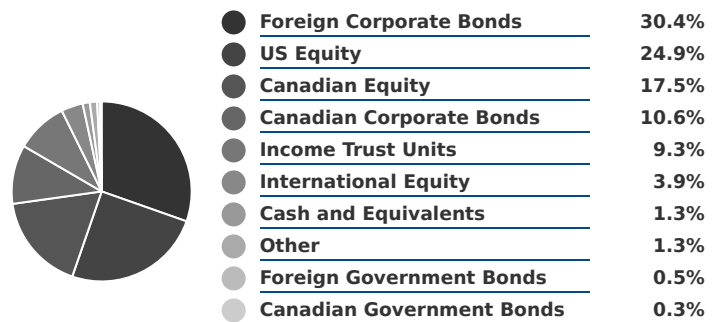 Foreign Corporate Bonds 30.4%
US Equity 24.9%
Canadian Equity 17.5%
Canadian Corporate Bonds 10.6%
Income Trust Units 9.3%
International Equity 3.9%
Cash and Equivalents 1.3%
Other 1.3%
Foreign Government Bonds 0.5%
Canadian Government Bonds 0.3%